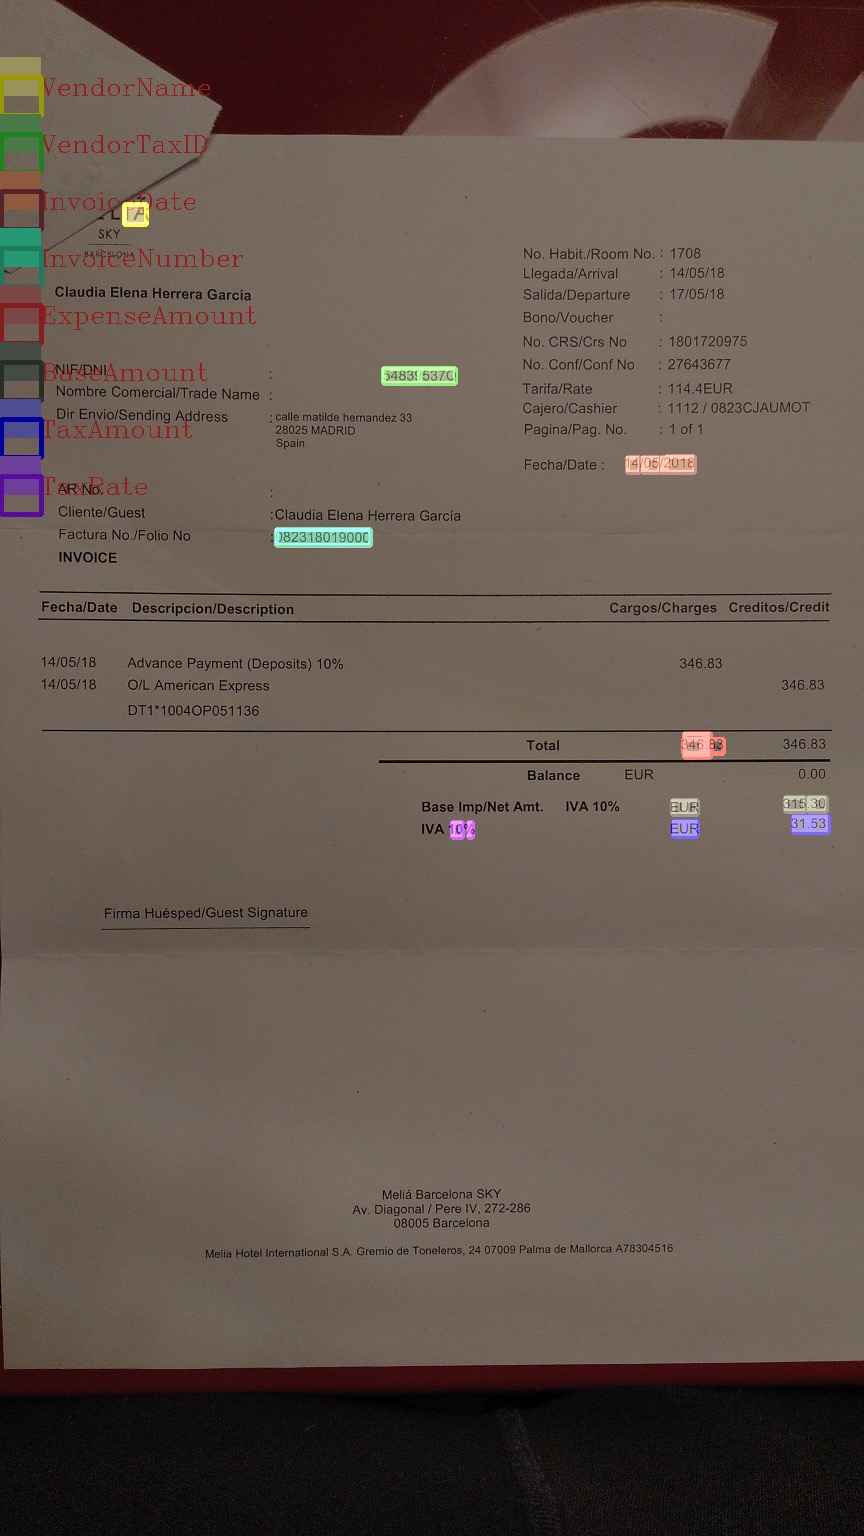 VendorName
VendorTaxID
InvoiceDate
SKY
BARCELONA
InvoiceNumber
No. Habit./Room No. : 1708
Llegada/Arrival : 14/05/18
Claudia Elena Herrera García
Salida/Departure : 17/05/18
ExpenseAmount
Bono/Voucher :
No. CRS/Crs No : 1801720975
NIF/DNI :
BaseAmount
No. Conf/Conf No : 27643677
Nombre Comercial/Trade Name :
Tarifa/Rate : 114.4EUR
Dir Envio/Sending Address : calle matilde hernandez 33
Cajero/Cashier : 1112 / 0823CJAUMOT
28025 MADRID
TaxAmount
Pagina/Pag. No. : 1 of 1
Spain
Fecha/Date : 14/05/2018
TaxRate
AR No. :
Cliente/Guest : Claudia Elena Herrera García
Factura No./Folio No : 082318019000
INVOICE
Fecha/Date Descripcion/Description Cargos/Charges Creditos/Credit
14/05/18 Advance Payment (Deposits) 10% 346.83
14/05/18 O/L American Express 346.83
DT1*1004OP051136
Total 346.83 346.83
Balance EUR 0.00
Base Imp/Net Amt. IVA 10% EUR 315.30
IVA 10% EUR 31.53
Firma Huésped/Guest Signature
Meliá Barcelona SKY
Av. Diagonal / Pere IV, 272-286
08005 Barcelona
Melia Hotel International S.A. Gremio de Toneleros, 24 07009 Palma de Mallorca A78304516